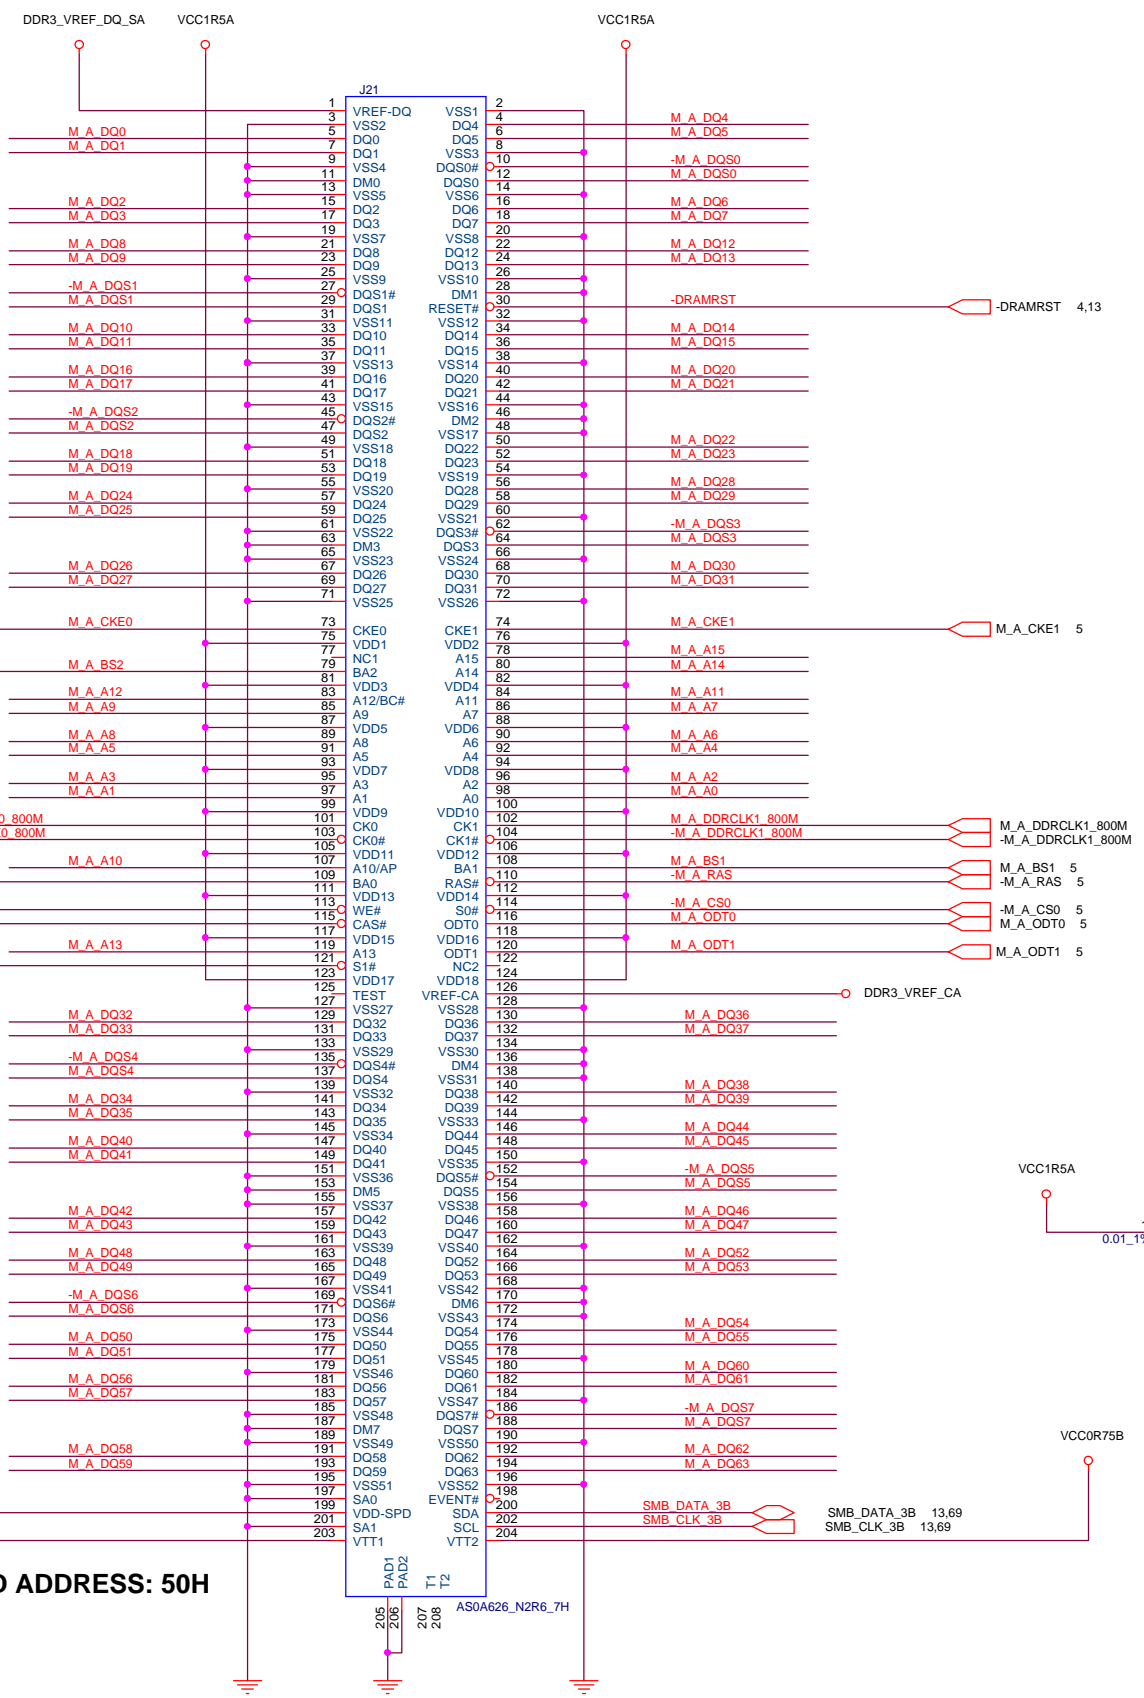 DDR3_VREF_DQ_SA VCC1R5A VCC1R5A
J21
1 VREF-DQ VSS1 2
3 VSS2 DQ4 4 M_A_DQ4
M_A_DQ0 5 DQ0 DQ5 6 M_A_DQ5
M_A_DQ1 7 DQ1 VSS3 8
9 VSS4 DQS0# 10 -M_A_DQS0
11 DM0 DQS0 12 M_A_DQS0
13 VSS5 VSS6 14
M_A_DQ2 15 DQ2 DQ6 16 M_A_DQ6
M_A_DQ3 17 DQ3 DQ7 18 M_A_DQ7
19 VSS7 VSS8 20
M_A_DQ8 21 DQ8 DQ12 22 M_A_DQ12
M_A_DQ9 23 DQ9 DQ13 24 M_A_DQ13
25 VSS9 VSS10 26
-M_A_DQS1 27 DQS1# DM1 28
M_A_DQS1 29 DQS1 RESET# 30 -DRAMRST -DRAMRST 4,13
31 VSS11 VSS12 32
M_A_DQ10 33 DQ10 DQ14 34 M_A_DQ14
M_A_DQ11 35 DQ11 DQ15 36 M_A_DQ15
37 VSS13 VSS14 38
M_A_DQ16 39 DQ16 DQ20 40 M_A_DQ20
M_A_DQ17 41 DQ17 DQ21 42 M_A_DQ21
43 VSS15 VSS16 44
-M_A_DQS2 45 DQS2# DM2 46
M_A_DQS2 47 DQS2 VSS17 48
49 VSS18 DQ22 50 M_A_DQ22
M_A_DQ18 51 DQ18 DQ23 52 M_A_DQ23
M_A_DQ19 53 DQ19 VSS19 54
55 VSS20 DQ28 56 M_A_DQ28
M_A_DQ24 57 DQ24 DQ29 58 M_A_DQ29
M_A_DQ25 59 DQ25 VSS21 60
61 VSS22 DQS3# 62 -M_A_DQS3
63 DM3 DQS3 64 M_A_DQS3
65 VSS23 VSS24 66
M_A_DQ26 67 DQ26 DQ30 68 M_A_DQ30
M_A_DQ27 69 DQ27 DQ31 70 M_A_DQ31
71 VSS25 VSS26 72
M_A_CKE0 73 CKE0 CKE1 74 M_A_CKE1 M_A_CKE1 5
75 VDD1 VDD2 76
77 NC1 A15 78 M_A_A15
M_A_BS2 79 BA2 A14 80 M_A_A14
81 VDD3 VDD4 82
M_A_A12 83 A12/BC# A11 84 M_A_A11
M_A_A9 85 A9 A7 86 M_A_A7
87 VDD5 VDD6 88
M_A_A8 89 A8 A6 90 M_A_A6
M_A_A5 91 A5 A4 92 M_A_A4
93 VDD7 VDD8 94
M_A_A3 95 A3 A2 96 M_A_A2
M_A_A1 97 A1 A0 98 M_A_A0
99 VDD9 VDD10 100
0_800M 101 CK0 CK1 102 M_A_DDRCLK1_800M M_A_DDRCLK1_800M
0_800M 103 CK0# CK1# 104 -M_A_DDRCLK1_800M -M_A_DDRCLK1_800M
105 VDD11 VDD12 106
M_A_A10 107 A10/AP BA1 108 M_A_BS1 M_A_BS1 5
109 BA0 RAS# 110 -M_A_RAS -M_A_RAS 5
111 VDD13 VDD14 112
113 WE# S0# 114 -M_A_CS0 -M_A_CS0 5
115 CAS# ODT0 116 M_A_ODT0 M_A_ODT0 5
117 VDD15 VDD16 118
M_A_A13 119 A13 ODT1 120 M_A_ODT1 M_A_ODT1 5
121 S1# NC2 122
123 VDD17 VDD18 124
125 TEST VREF-CA 126 DDR3_VREF_CA
127 VSS27 VSS28 128
M_A_DQ32 129 DQ32 DQ36 130 M_A_DQ36
M_A_DQ33 131 DQ33 DQ37 132 M_A_DQ37
133 VSS29 VSS30 134
-M_A_DQS4 135 DQS4# DM4 136
M_A_DQS4 137 DQS4 VSS31 138
139 VSS32 DQ38 140 M_A_DQ38
M_A_DQ34 141 DQ34 DQ39 142 M_A_DQ39
M_A_DQ35 143 DQ35 VSS33 144
145 VSS34 DQ44 146 M_A_DQ44
M_A_DQ40 147 DQ40 DQ45 148 M_A_DQ45
M_A_DQ41 149 DQ41 VSS35 150
151 VSS36 DQS5# 152 -M_A_DQS5 VCC1R5A
153 DM5 DQS5 154 M_A_DQS5
155 VSS37 VSS38 156
M_A_DQ42 157 DQ42 DQ46 158 M_A_DQ46
M_A_DQ43 159 DQ43 DQ47 160 M_A_DQ47
161 VSS39 VSS40 162 0.01_1%
M_A_DQ48 163 DQ48 DQ52 164 M_A_DQ52
M_A_DQ49 165 DQ49 DQ53 166 M_A_DQ53
167 VSS41 VSS42 168
-M_A_DQS6 169 DQS6# DM6 170
M_A_DQS6 171 DQS6 VSS43 172
173 VSS44 DQ54 174 M_A_DQ54
M_A_DQ50 175 DQ50 DQ55 176 M_A_DQ55
M_A_DQ51 177 DQ51 VSS45 178
179 VSS46 DQ60 180 M_A_DQ60
M_A_DQ56 181 DQ56 DQ61 182 M_A_DQ61
M_A_DQ57 183 DQ57 VSS47 184
185 VSS48 DQS7# 186 -M_A_DQS7
187 DM7 DQS7 188 M_A_DQS7
189 VSS49 VSS50 190 VCC0R75B
M_A_DQ58 191 DQ58 DQ62 192 M_A_DQ62
M_A_DQ59 193 DQ59 DQ63 194 M_A_DQ63
195 VSS51 VSS52 196
197 SA0 EVENT# 198
199 VDD-SPD SDA 200 SMB_DATA_3B SMB_DATA_3B 13,69
201 SA1 SCL 202 SMB_CLK_3B SMB_CLK_3B 13,69
203 VTT1 VTT2 204
PAD1 PAD2 T1 T2
D ADDRESS: 50H
205 206 207 208
AS0A626_N2R6_7H